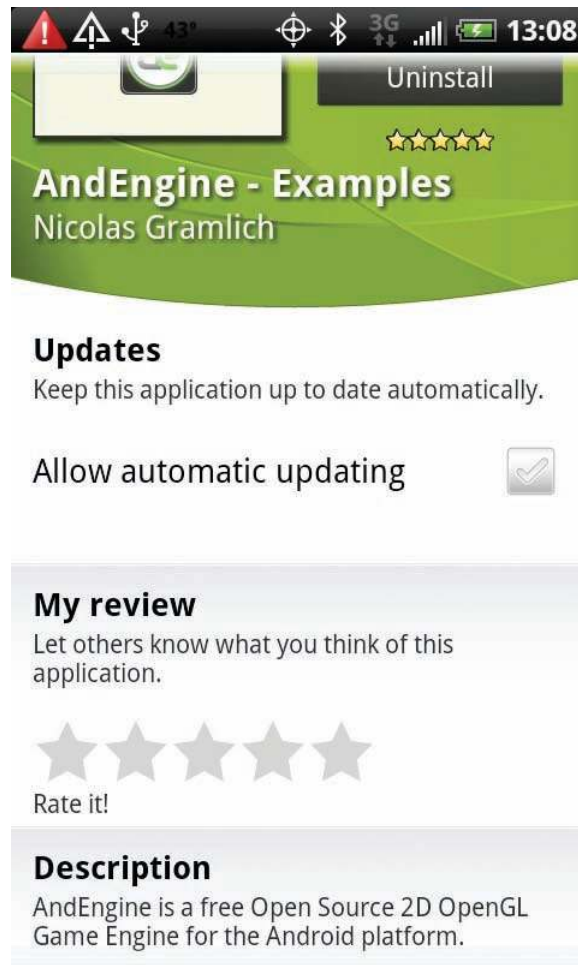 43° 3G 13:08
Uninstall
AndEngine - Examples
Nicolas Gramlich
Updates
Keep this application up to date automatically.
Allow automatic updating
My review
Let others know what you think of this
application.
Rate it!
Description
AndEngine is a free Open Source 2D OpenGL
Game Engine for the Android platform.